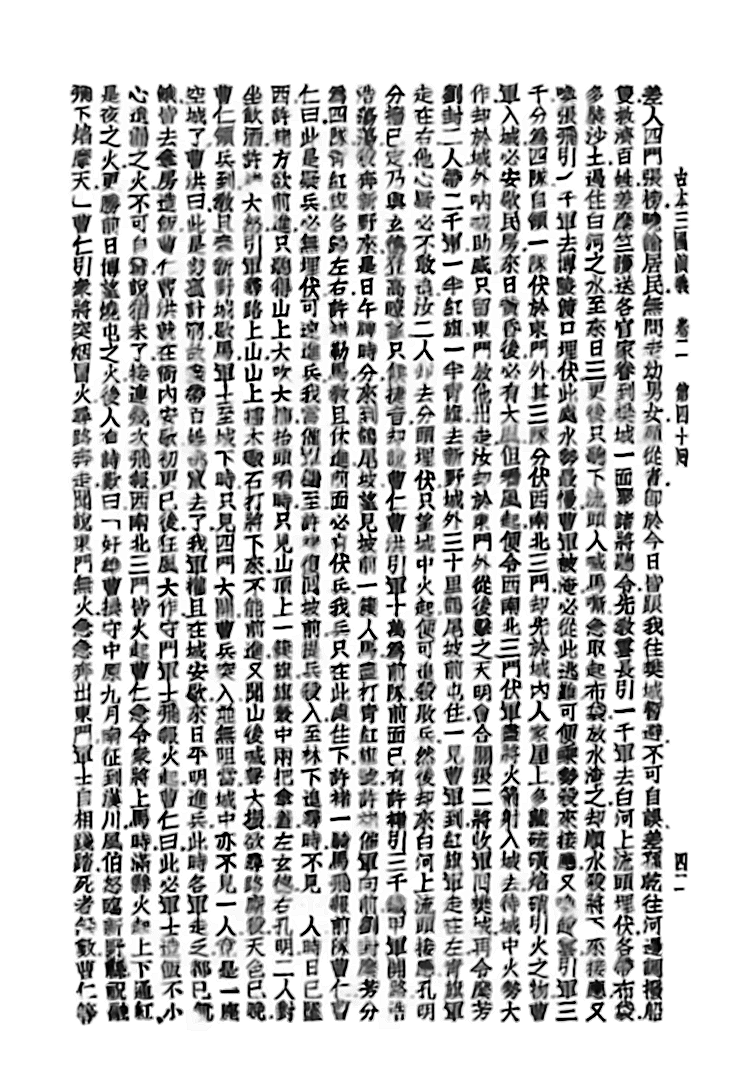 古本三國演義　卷二　第四十回　四二
差人四門張榜曉諭居民無問老幼男女願從者卽於今日皆跟我往樊城暫避不可自誤差孫乾往河邊調撥船
隻救濟百姓差糜竺護送各官家眷到樊城一面聚諸將聽令先敎雲長引一千軍去白河上流頭埋伏各帶布袋
多裝沙土遏住白河之水至來日三更後只聽下流頭人喊馬嘶急取起布袋放水淹之却順水殺將下來接應又
喚張飛引一千軍去博陵渡口埋伏此處水勢最慢曹軍被淹必從此逃難可便乘勢殺來接應又喚趙雲引軍三
千分爲四隊自領一隊伏於東門外其三隊分伏西南北三門却先於城內人家屋上多藏硫磺焰硝引火之物曹
軍入城必安歇民房來日黃昏後必有大風但看風起便令西南北三門伏軍盡將火箭射入城去待城中火勢大
作却於城外吶喊助威只留東門放他出走汝却於東門外從後擊之天明會合關張二將收軍回樊城再令糜芳
劉封二人帶二千軍一半紅旗一半靑旗去新野城外三十里鵲尾坡前屯住一見曹軍到紅旗軍走在左靑旗軍
走在右他心疑必不敢追汝二人却去分頭埋伏只望城中火起便可追殺敗兵然後却來白河上流頭接應孔明
分撥已定乃與玄德登高瞭望只候捷音却說曹仁曹洪引軍十萬爲前隊前面已有許褚引三千鐵甲軍開路浩
浩蕩蕩殺奔新野來是日午牌時分來到鵲尾坡望見坡前一簇人馬盡打靑紅旗號許褚催軍向前劉封糜芳分
爲四隊靑紅旗各歸左右許褚勒馬敎且休進前面必有伏兵我兵只在此處住下許褚一騎馬飛報前隊曹仁曹
仁曰此是疑兵必無埋伏可速進兵我當催軍繼至許褚復回坡前提兵殺入至林下追尋時不見一人時日已墜
西許褚方欲前進只聽得山上大吹大擂抬頭看時只見山頂上一簇旗旗叢中兩把傘蓋左玄德右孔明二人對
坐飮酒許褚大怒引軍尋路上山山上擂木礮石打將下來不能前進又聞山後喊聲大震欲尋路廝殺天色已晚
曹仁領兵到敎且奪新野城歇馬軍士至城下時只見四門大開曹兵突入並無阻當城中亦不見一人竟是一座
空城了曹洪曰此是勢孤計窮故盡帶百姓逃竄去了我軍權且在城安歇來日平明進兵此時各軍走乏都已飢
餓皆去奪房造飯曹仁曹洪就在衙內安歇初更已後狂風大作守門軍士飛報火起曹仁曰此必軍士造飯不小
心遺漏之火不可自驚說猶未了接連幾次飛報西南北三門皆火起曹仁急令衆將上馬時滿縣火起上下通紅
是夜之火更勝前日博望燒屯之火後人有詩歎曰「奸雄曹操守中原九月南征到漢川風伯怒臨新野縣祝融
飛下焰摩天」曹仁引衆將突烟冒火尋路奔走聞說東門無火急急奔出東門軍士自相踐踏死者無數曹仁等